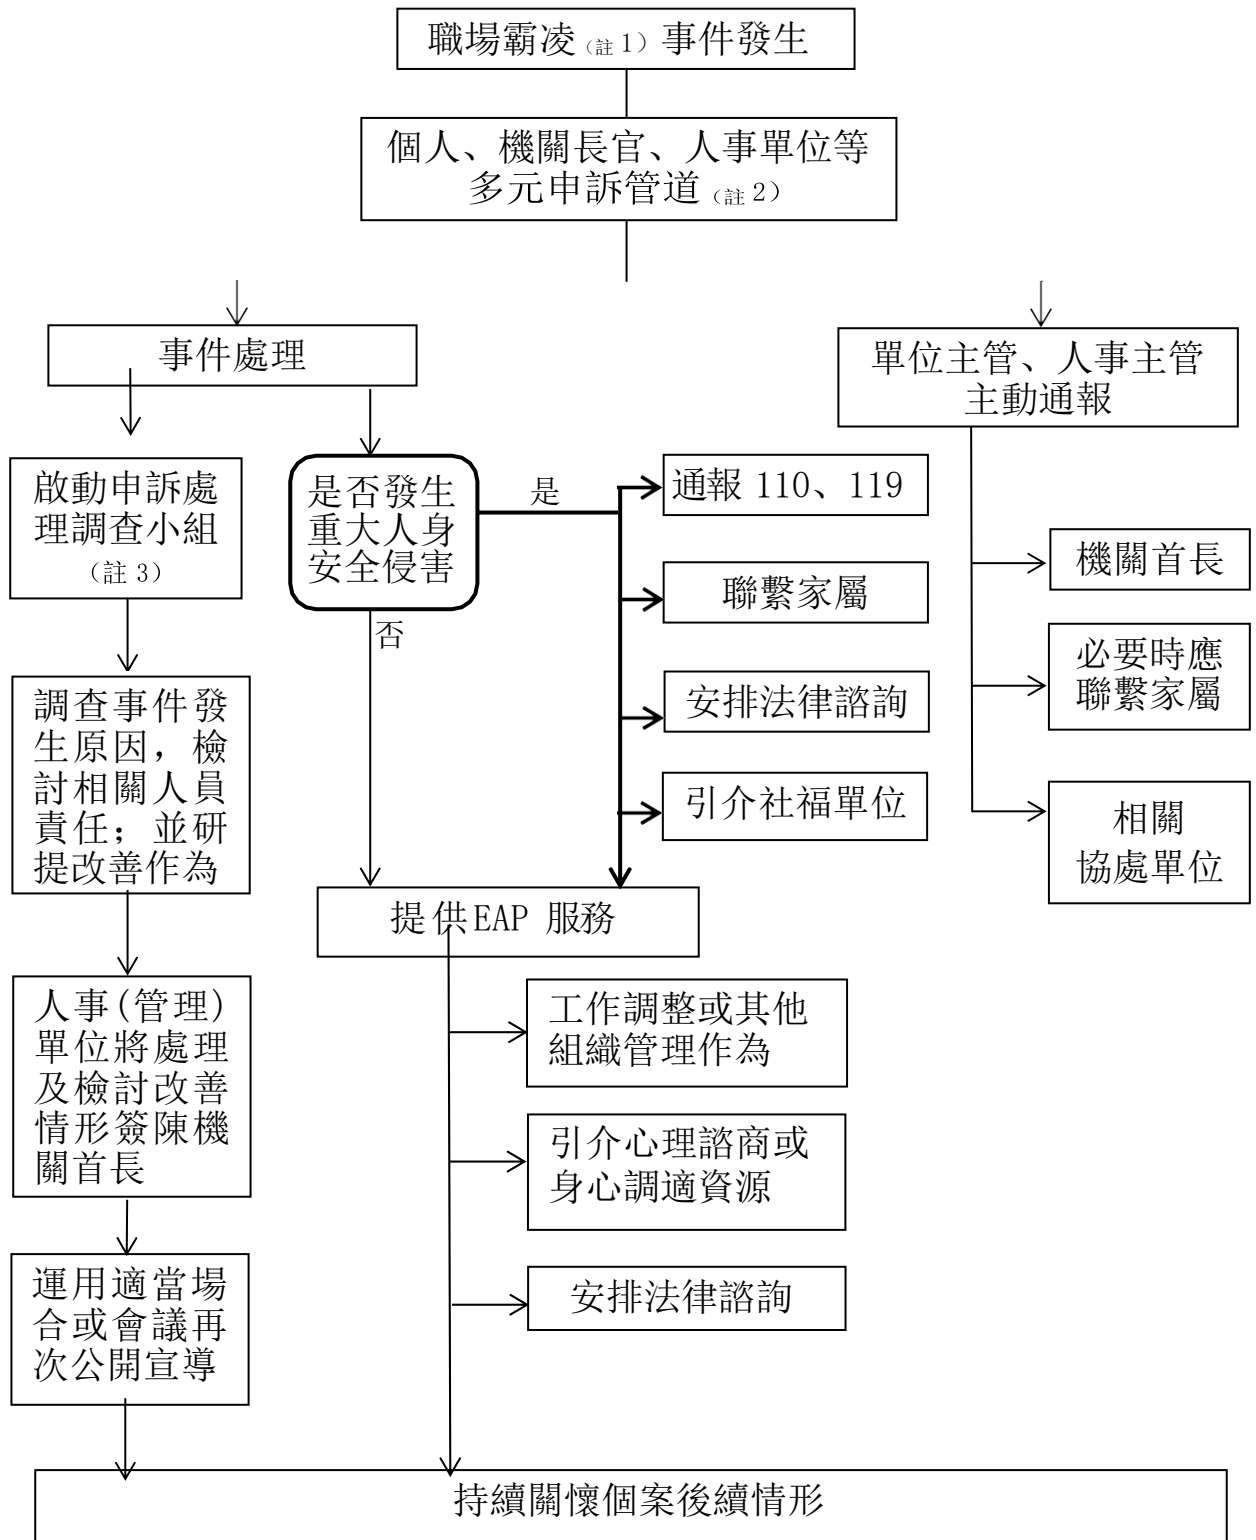 職場霸凌（註1）事件發生
個人、機關長官、人事單位等
多元申訴管道（註2）
事件處理
單位主管、人事主管
主動通報
啟動申訴處
理調查小組
（註3）
是否發生
重大人身
安全侵害
是
否
通報 110、119
聯繫家屬
安排法律諮詢
引介社福單位
機關首長
必要時應
聯繫家屬
相關
協處單位
調查事件發
生原因，檢
討相關人員
責任；並研
提改善作為
提供EAP 服務
人事(管理)
單位將處理
及檢討改善
情形簽陳機
關首長
工作調整或其他
組織管理作為
引介心理諮商或
身心調適資源
安排法律諮詢
運用適當場
合或會議再
次公開宣導
持續關懷個案後續情形